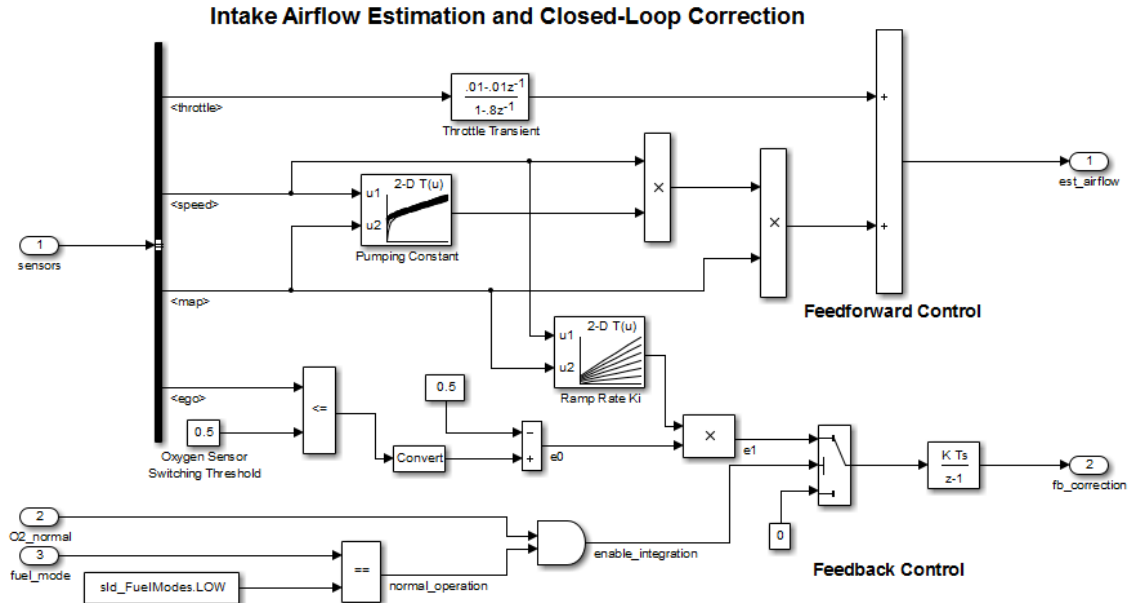 Intake Airflow Estimation and Closed-Loop Correction
<throttle>
.01-.01z-1
1-.8z-1
Throttle Transient
<speed>
2-D T(u)
u1
u2
Pumping Constant
×
×
+
+
1
est_airflow
1
sensors
<map>
Feedforward Control
2-D T(u)
u1
u2
Ramp Rate Ki
<ego>
0.5
Oxygen Sensor
Switching Threshold
<=
Convert
0.5
−
+
e0
×
e1
0
K Ts
z-1
2
fb_correction
2
O2_normal
3
fuel_mode
sld_FuelModes.LOW
==
normal_operation
enable_integration
Feedback Control